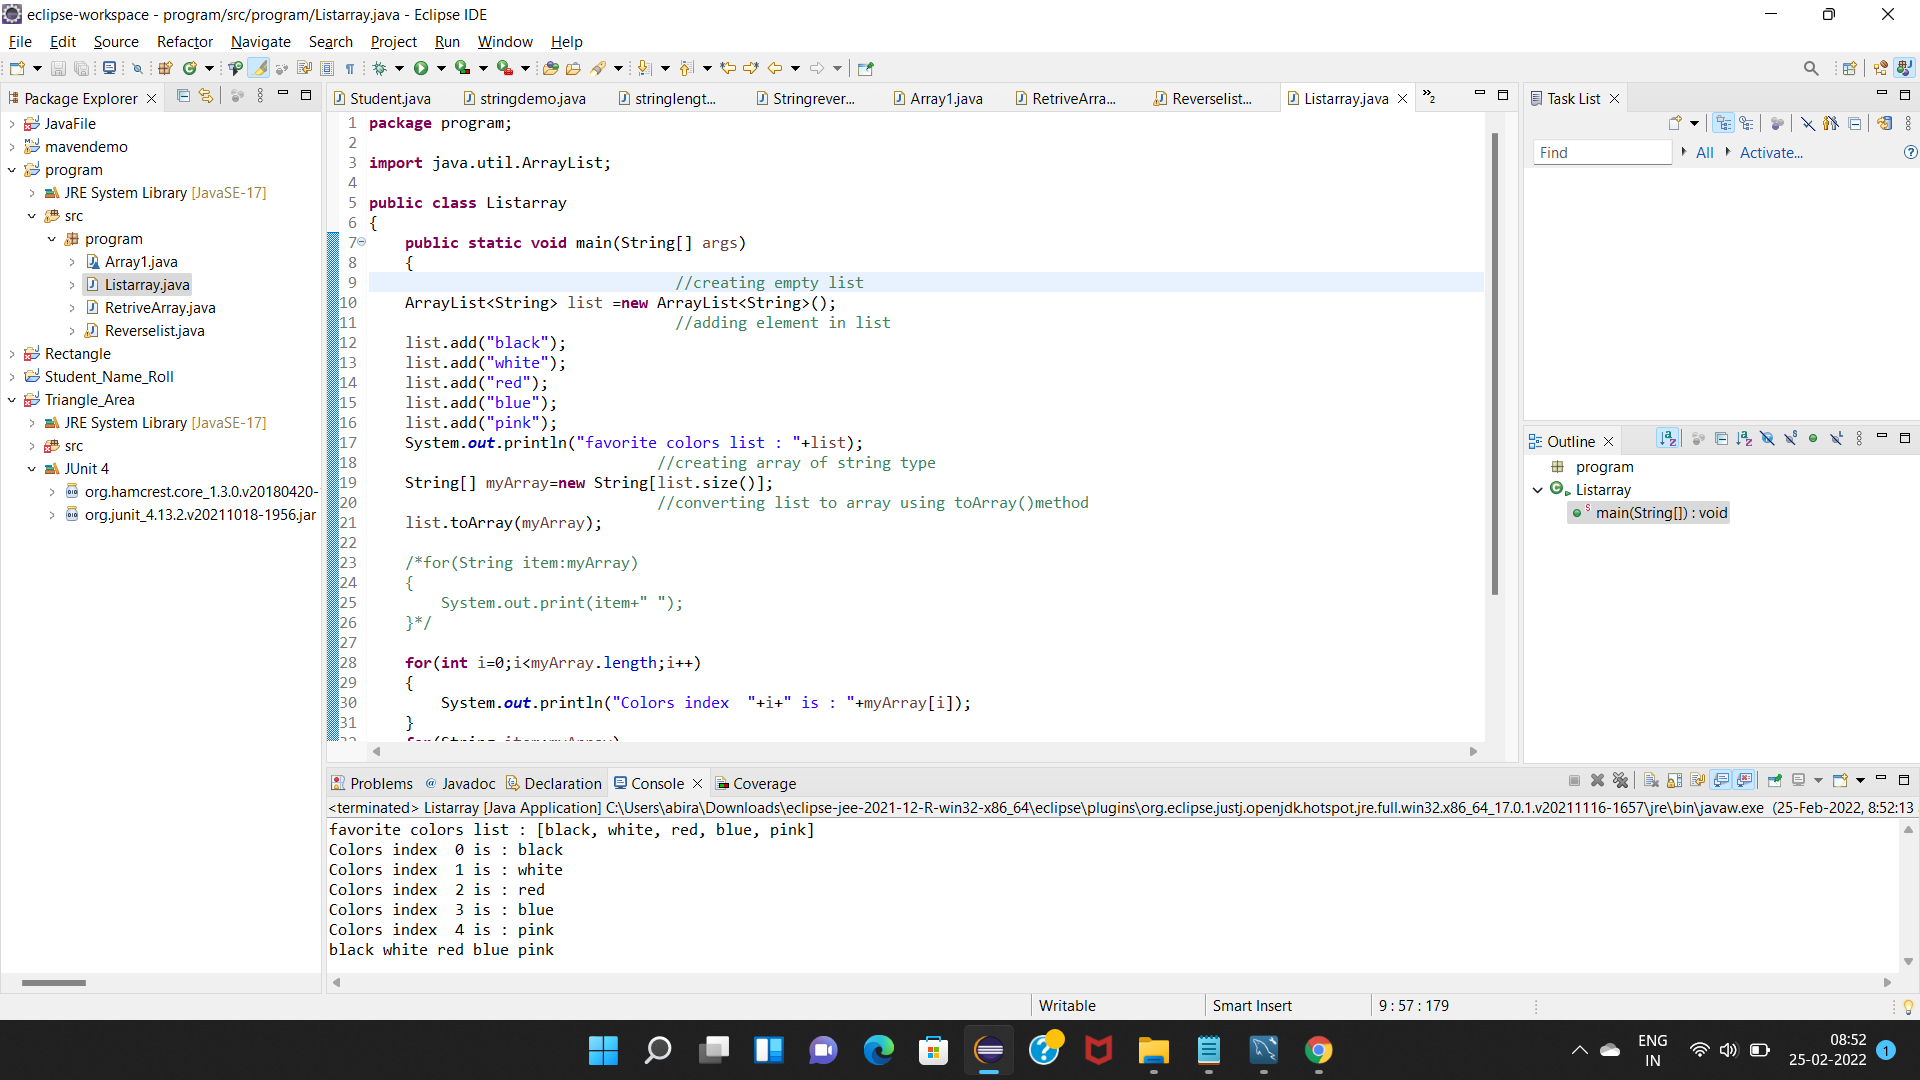 eclipse-workspace - program/src/program/Listarray.java - Eclipse IDE
File Edit Source Refactor Navigate Search Project Run Window Help
Package Explorer
JavaFile
mavendemo
program
JRE System Library [JavaSE-17]
src
program
Array1.java
Listarray.java
RetriveArray.java
Reverselist.java
Rectangle
Student_Name_Roll
Triangle_Area
JRE System Library [JavaSE-17]
src
JUnit 4
org.hamcrest.core_1.3.0.v20180420-
org.junit_4.13.2.v20211018-1956.jar
Student.java stringdemo.java stringlengt... Stringrever... Array1.java RetriveArra... Reverselist... Listarray.java »2
1 package program;
2
3 import java.util.ArrayList;
4
5 public class Listarray
6 {
7 public static void main(String[] args)
8 {
9 //creating empty list
10 ArrayList<String> list =new ArrayList<String>();
11 //adding element in list
12 list.add("black");
13 list.add("white");
14 list.add("red");
15 list.add("blue");
16 list.add("pink");
17 System.out.println("favorite colors list : "+list);
18 //creating array of string type
19 String[] myArray=new String[list.size()];
20 //converting list to array using toArray()method
21 list.toArray(myArray);
22
23 /*for(String item:myArray)
24 {
25 System.out.print(item+" ");
26 }*/
27
28 for(int i=0;i<myArray.length;i++)
29 {
30 System.out.println("Colors index  "+i+" is : "+myArray[i]);
31 }
32 for(String item:myArray)
Task List
Find All Activate...
Outline
program
Listarray
main(String[]) : void
Problems Javadoc Declaration Console Coverage
<terminated> Listarray [Java Application] C:\Users\abira\Downloads\eclipse-jee-2021-12-R-win32-x86_64\eclipse\plugins\org.eclipse.justj.openjdk.hotspot.jre.full.win32.x86_64_17.0.1.v20211116-1657\jre\bin\javaw.exe (25-Feb-2022, 8:52:13
favorite colors list : [black, white, red, blue, pink]
Colors index  0 is : black
Colors index  1 is : white
Colors index  2 is : red
Colors index  3 is : blue
Colors index  4 is : pink
black white red blue pink
Writable Smart Insert 9 : 57 : 179
ENG
IN
08:52
25-02-2022
1